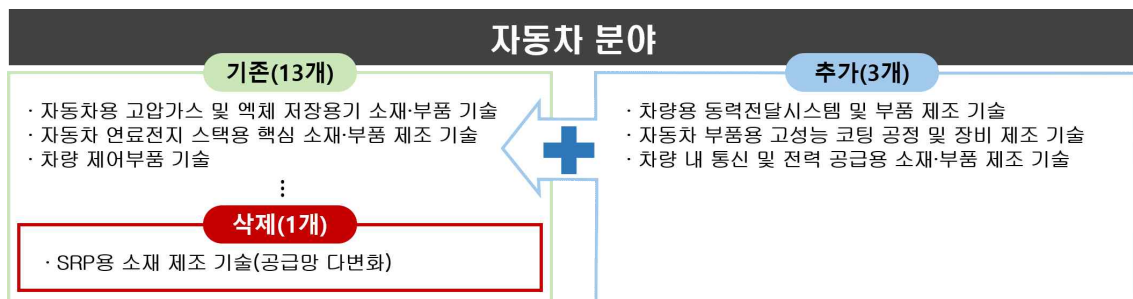 자동차 분야
기존(13개)
· 자동차용 고압가스 및 엑체 저장용기 소재·부품 기술
· 자동차 연료전지 스택용 핵심 소재·부품 제조 기술
· 차량 제어부품 기술
⋮
삭제(1개)
· SRP용 소재 제조 기술(공급망 다변화)
추가(3개)
· 차량용 동력전달시스템 및 부품 제조 기술
· 자동차 부품용 고성능 코팅 공정 및 장비 제조 기술
· 차량 내 통신 및 전력 공급용 소재·부품 제조 기술